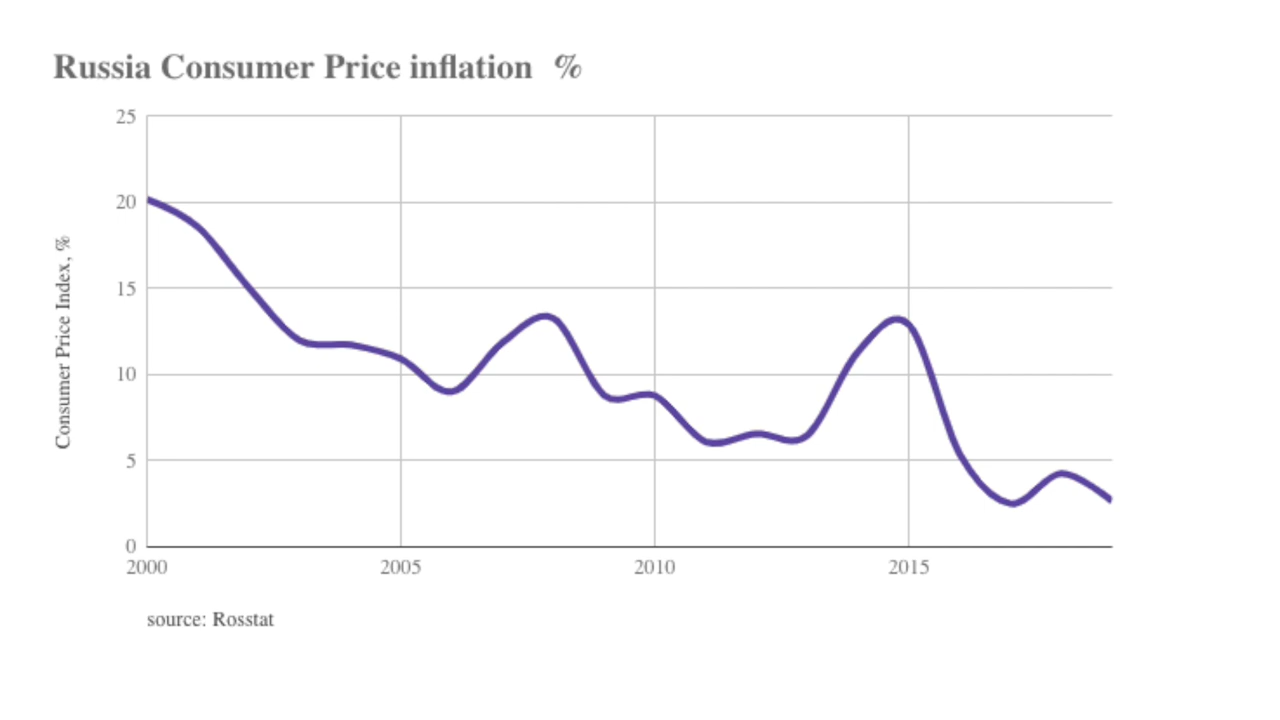 Russia Consumer Price inflation %
25
20
15
10
5
0
Consumer Price Index, %
2000 2005 2010 2015
source: Rosstat